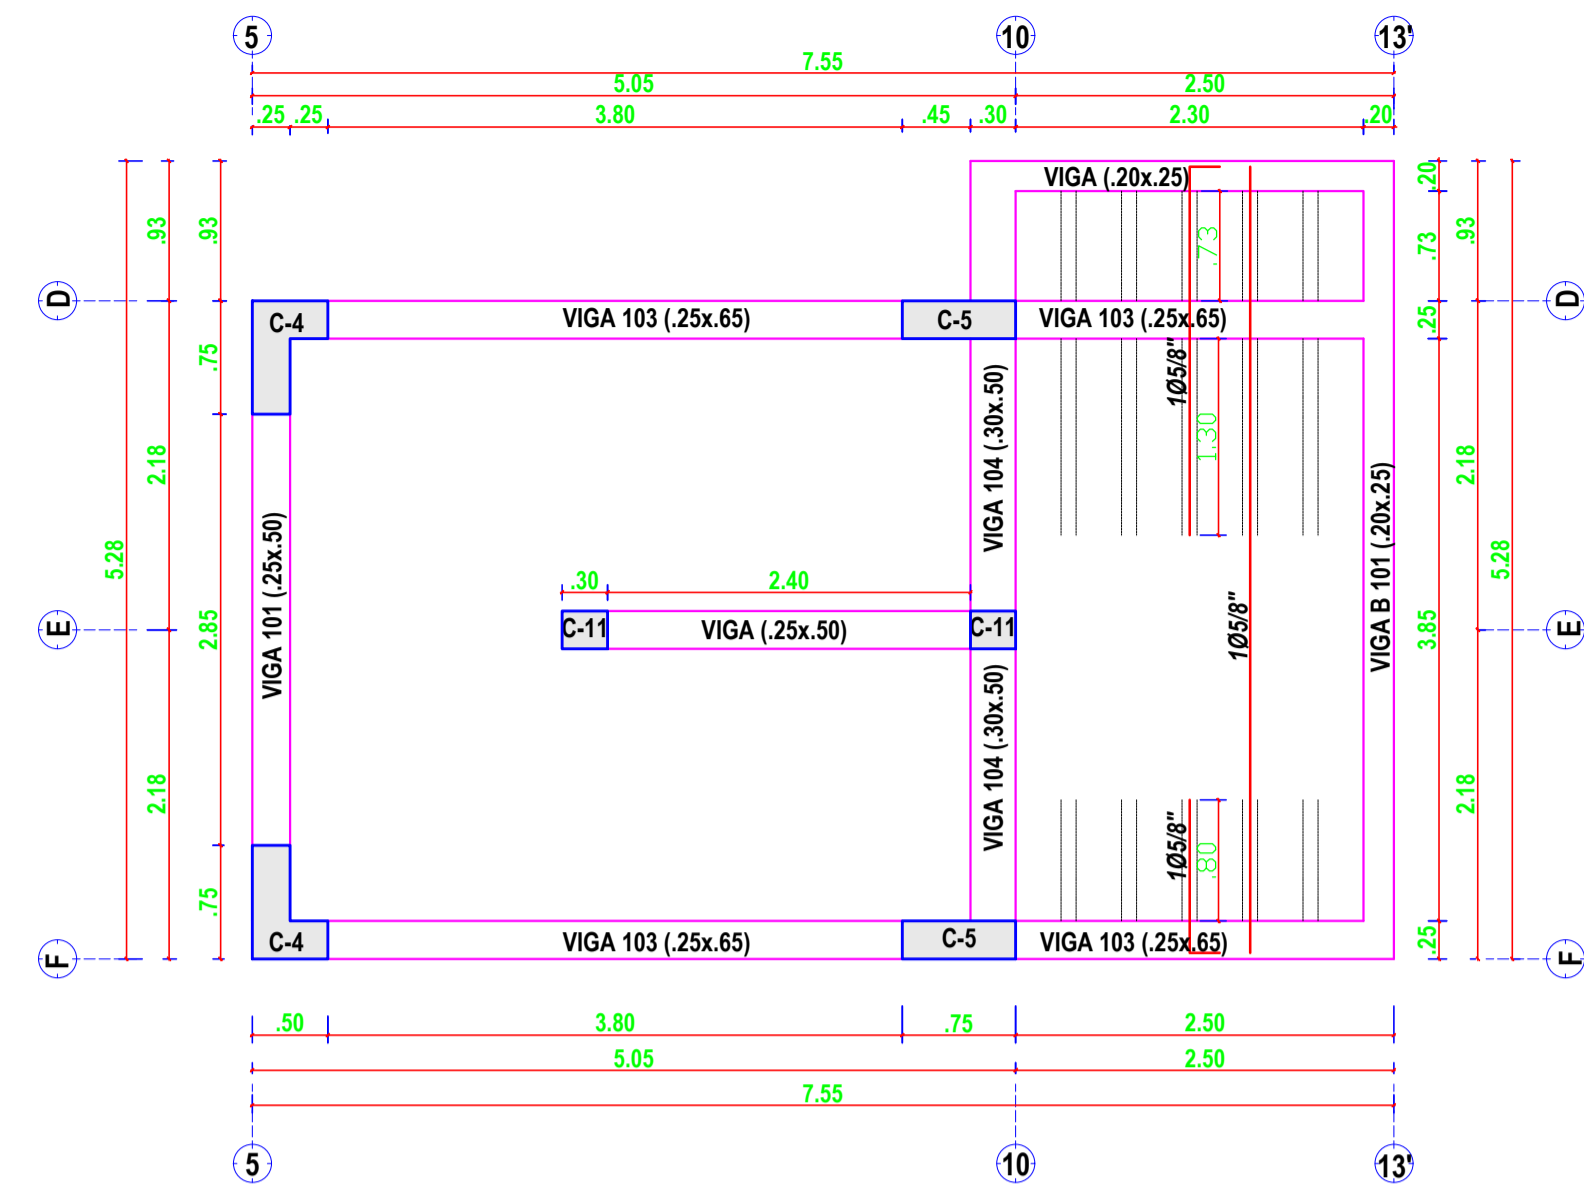 5 10 13'
7.55
5.05 2.50
.25 .25 3.80 .45 .30 2.30 .20
VIGA (.20x.25)
.20
.93 .93 .73 .73 .93
D D
C-4 VIGA 103 (.25x.65) C-5 VIGA 103 (.25x.65)
.25
.75
1Ø5/8"
1.30
2.18 2.18
VIGA 104 (.30x.50)
5.28 5.28
VIGA 101 (.25x.50)
VIGA B 101 (.20x.25)
.30 2.40
1Ø5/8"
E E
C-11 VIGA (.25x.50) C-11
2.85 3.85
VIGA 104 (.30x.50)
2.18 2.18
1Ø5/8"
.80
.75
.25
C-4 VIGA 103 (.25x.65) C-5 VIGA 103 (.25x.65)
F F
.50 3.80 .75 2.50
5.05 2.50
7.55
5 10 13'